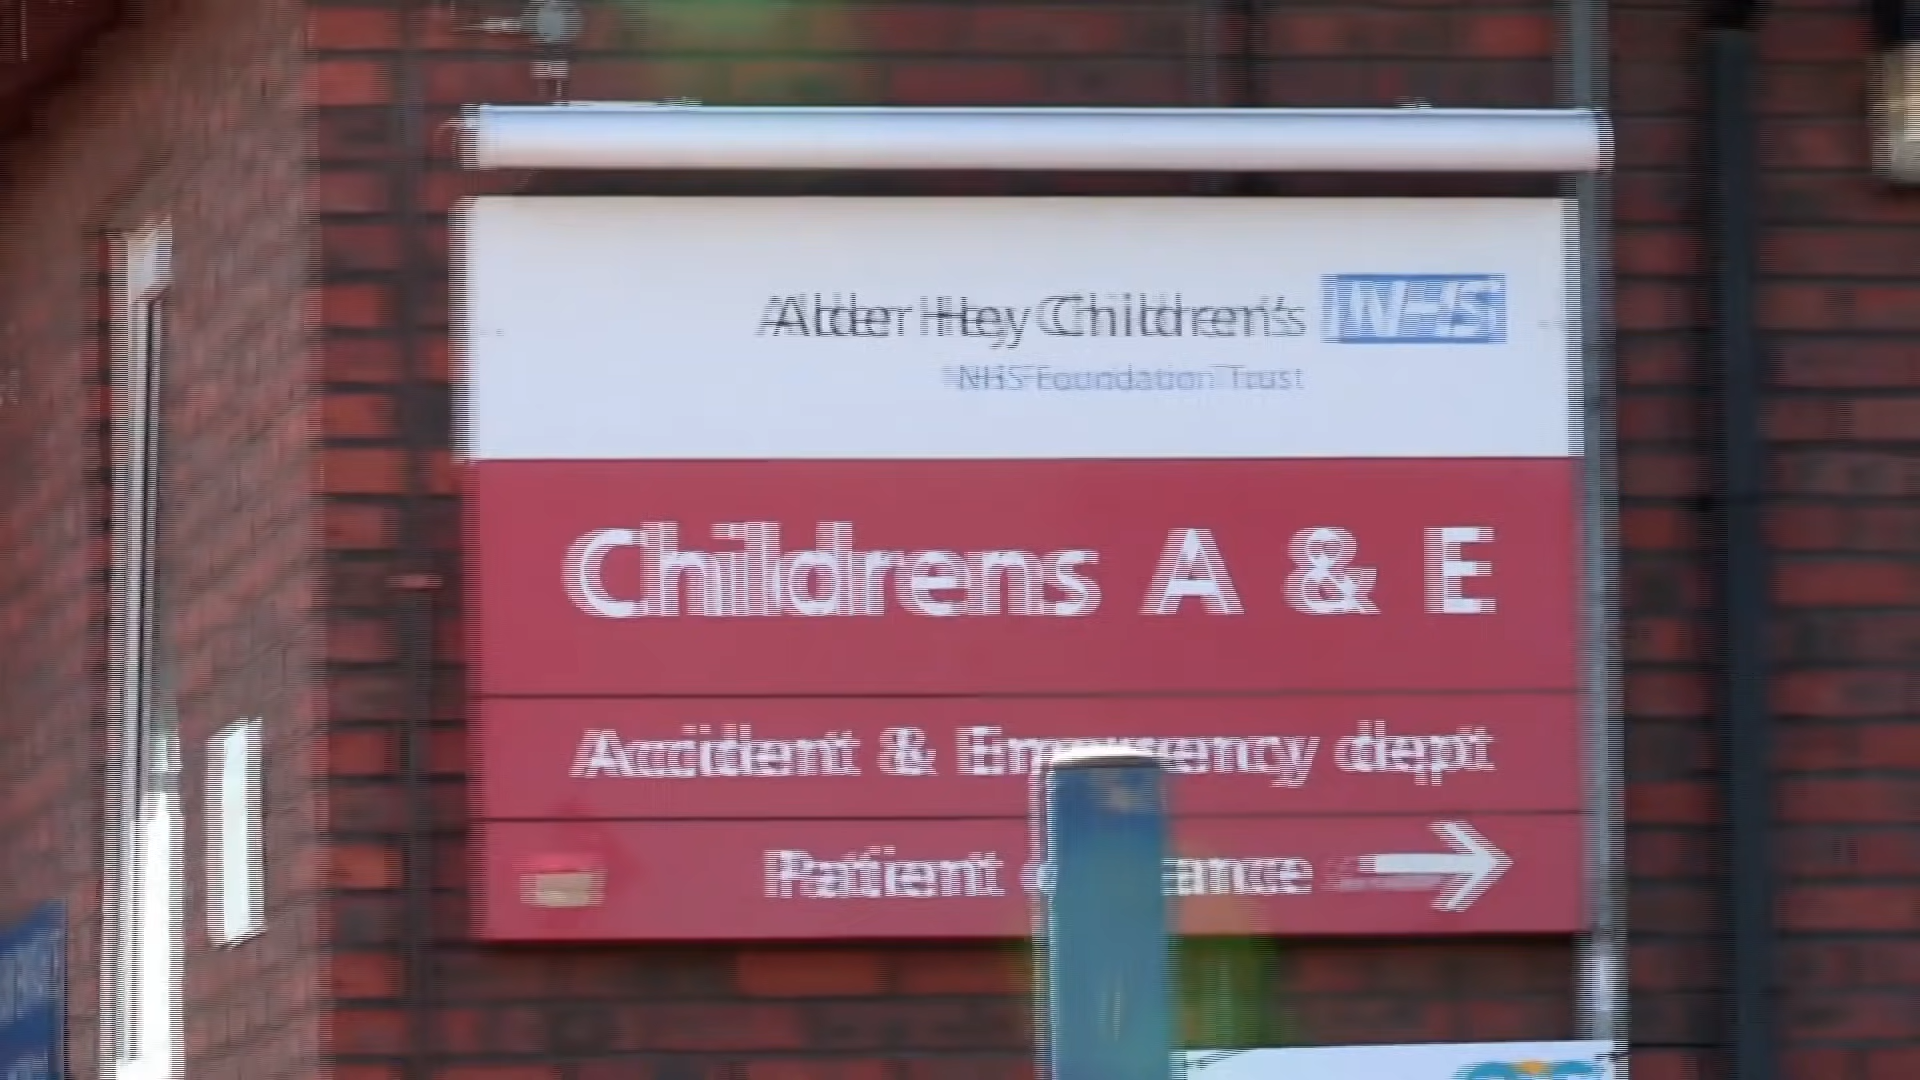 Alder Hey Children's NHS
NHS Foundation Trust
Childrens A & E
Accident & Emergency dept
Patient